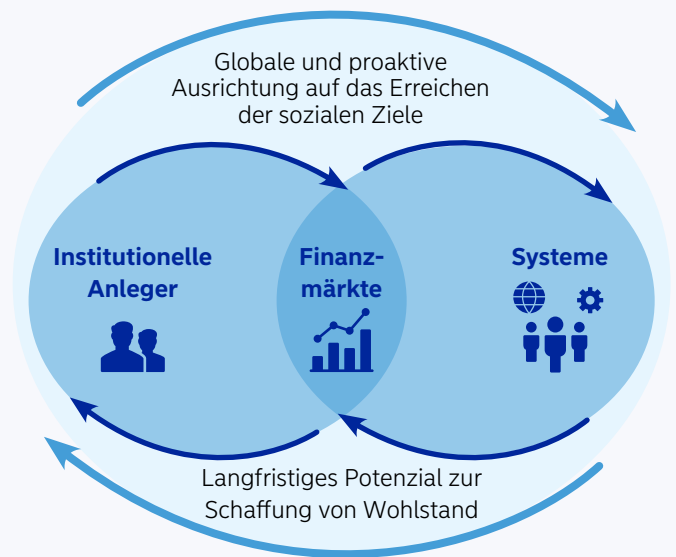 Globale und proaktive
Ausrichtung auf das Erreichen
der sozialen Ziele
Institutionelle
Anleger
Finanz-
märkte
Systeme
Langfristiges Potenzial zur
Schaffung von Wohlstand